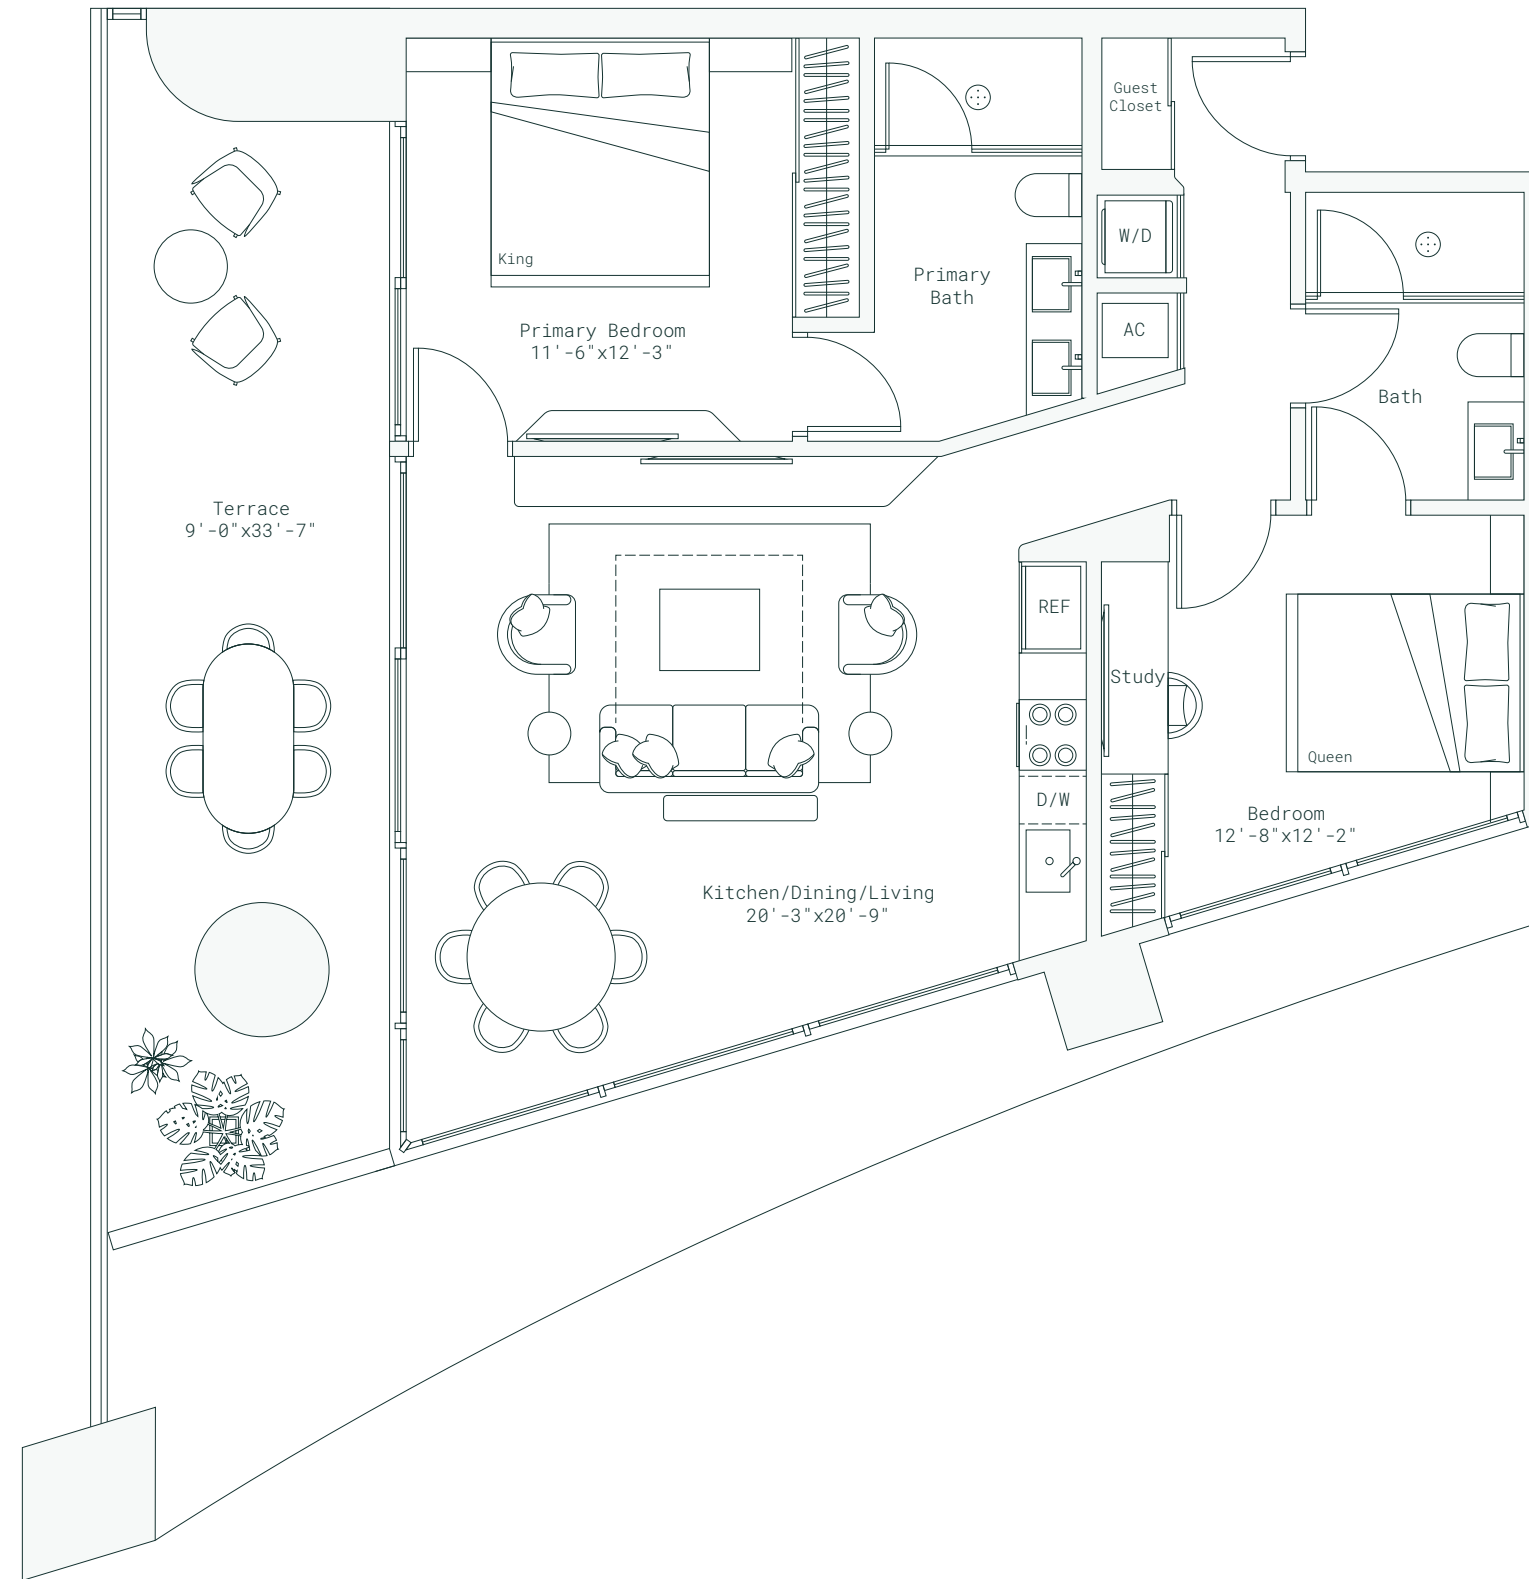 Guest
Closet
W/D
King
Primary
Bath
Primary Bedroom
11'-6"x12'-3"
AC
Bath
Terrace
9'-0"x33'-7"
REF
Study
Queen
D/W
Bedroom
12'-8"x12'-2"
Kitchen/Dining/Living
20'-3"x20'-9"